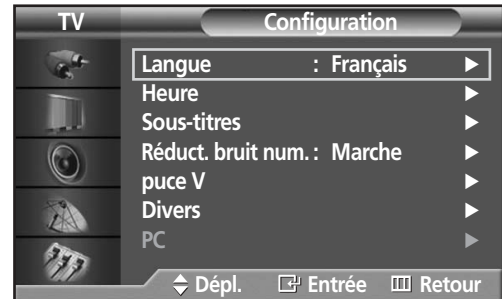 TV Configuration
Langue : Français
Heure
Sous-titres
Réduct. bruit num. : Marche
puce V
Divers
PC
Dépl. Entrée Retour